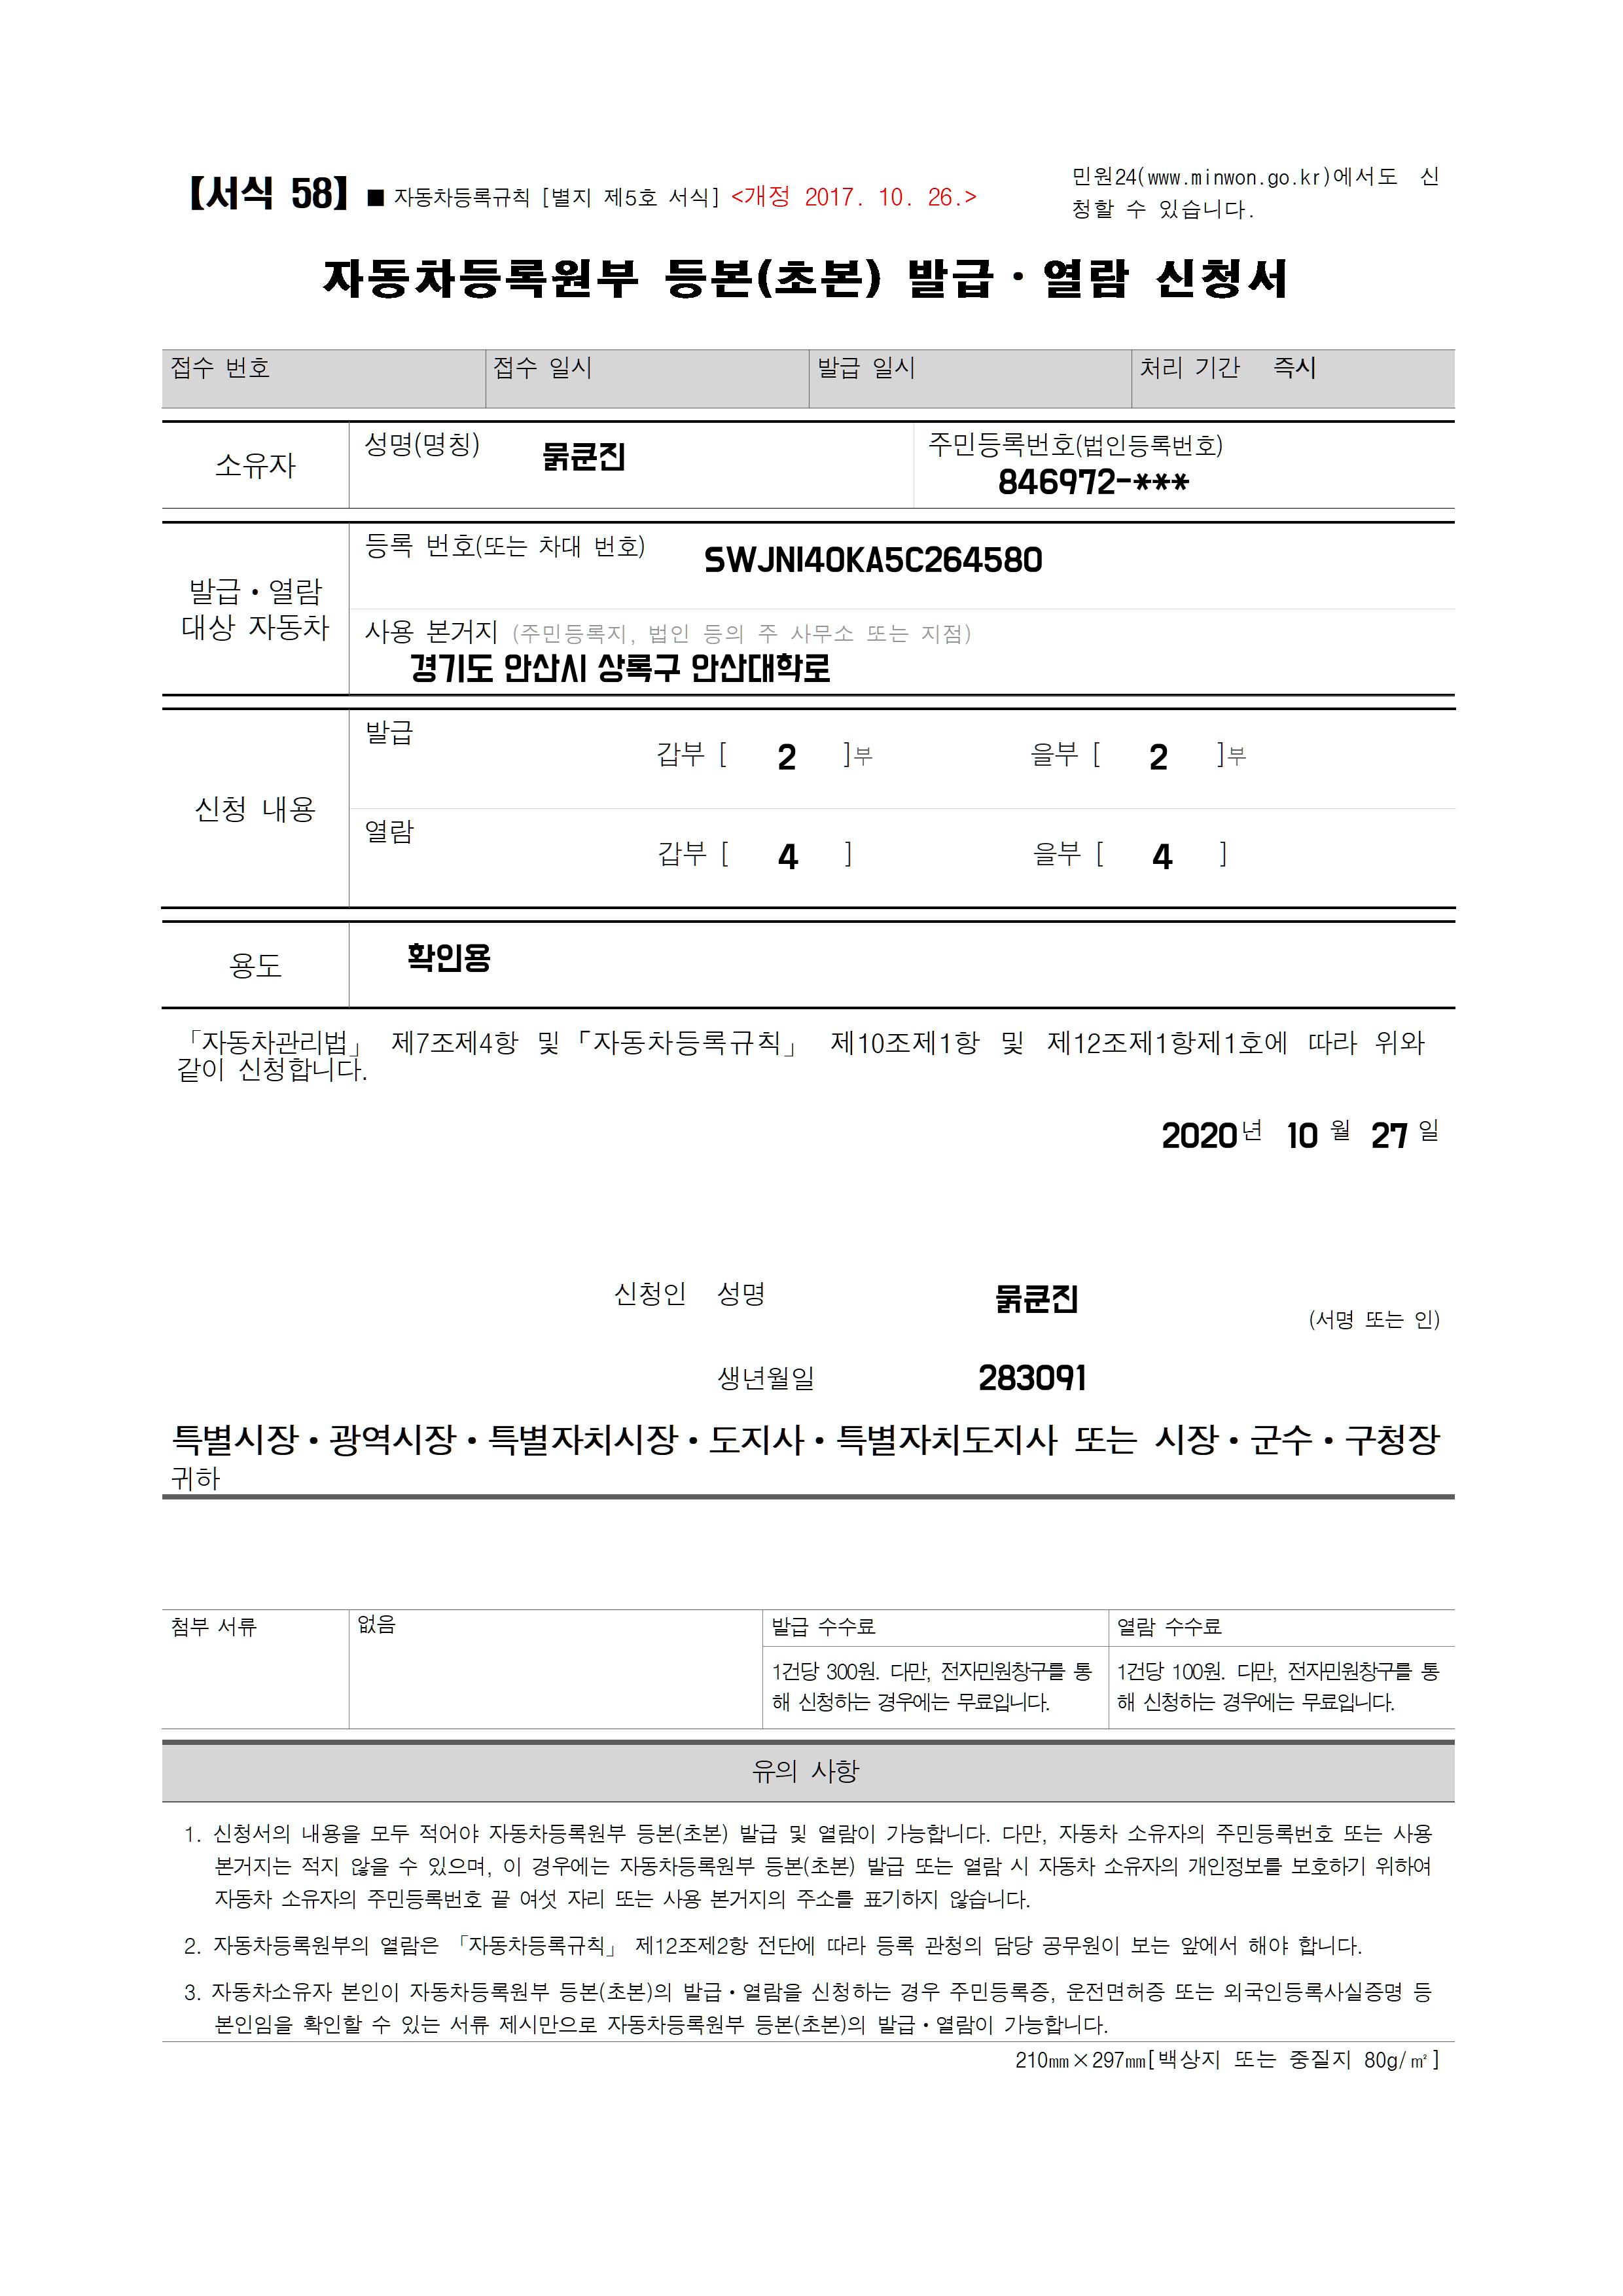 【서식 58】 ■ 자동차등록규칙 [별지 제5호 서식] <개정 2017. 10. 26.>
민원24(www.minwon.go.kr)에서도 신
청할 수 있습니다.
자동차등록원부 등본(초본) 발급 · 열람 신청서
접수 번호 접수 일시 발급 일시 처리 기간 즉시
소유자 성명(명칭) 묽균진 주민등록번호(법인등록번호)
846972-***
발급 · 열람
대상 자동차
등록 번호(또는 차대 번호) SWJNI40KA5C264580
사용 본거지 (주민등록지, 법인 등의 주 사무소 또는 지점)
경기도 안산시 상록구 안산대학로
신청 내용
발급
갑부 [ 2 ]부 을부 [ 2 ]부
열람
갑부 [ 4 ] 을부 [ 4 ]
용도 확인용
「자동차관리법」 제7조제4항 및 「자동차등록규칙」 제10조제1항 및 제12조제1항제1호에 따라 위와
같이 신청합니다.
2020년 10 월 27 일
신청인 성명 묽균진
(서명 또는 인)
생년월일 283091
특별시장 · 광역시장 · 특별자치시장 · 도지사 · 특별자치도지사 또는 시장 · 군수 · 구청장
귀하
첨부 서류 없음 발급 수수료 열람 수수료
1건당 300원. 다만, 전자민원창구를 통
해 신청하는 경우에는 무료입니다.
1건당 100원. 다만, 전자민원창구를 통
해 신청하는 경우에는 무료입니다.
유의 사항
1. 신청서의 내용을 모두 적어야 자동차등록원부 등본(초본) 발급 및 열람이 가능합니다. 다만, 자동차 소유자의 주민등록번호 또는 사용
본거지는 적지 않을 수 있으며, 이 경우에는 자동차등록원부 등본(초본) 발급 또는 열람 시 자동차 소유자의 개인정보를 보호하기 위하여
자동차 소유자의 주민등록번호 끝 여섯 자리 또는 사용 본거지의 주소를 표기하지 않습니다.
2. 자동차등록원부의 열람은 「자동차등록규칙」 제12조제2항 전단에 따라 등록 관청의 담당 공무원이 보는 앞에서 해야 합니다.
3. 자동차소유자 본인이 자동차등록원부 등본(초본)의 발급 · 열람을 신청하는 경우 주민등록증, 운전면허증 또는 외국인등록사실증명 등
본인임을 확인할 수 있는 서류 제시만으로 자동차등록원부 등본(초본)의 발급 · 열람이 가능합니다.
210㎜×297㎜[백상지 또는 중질지 80g/㎡]